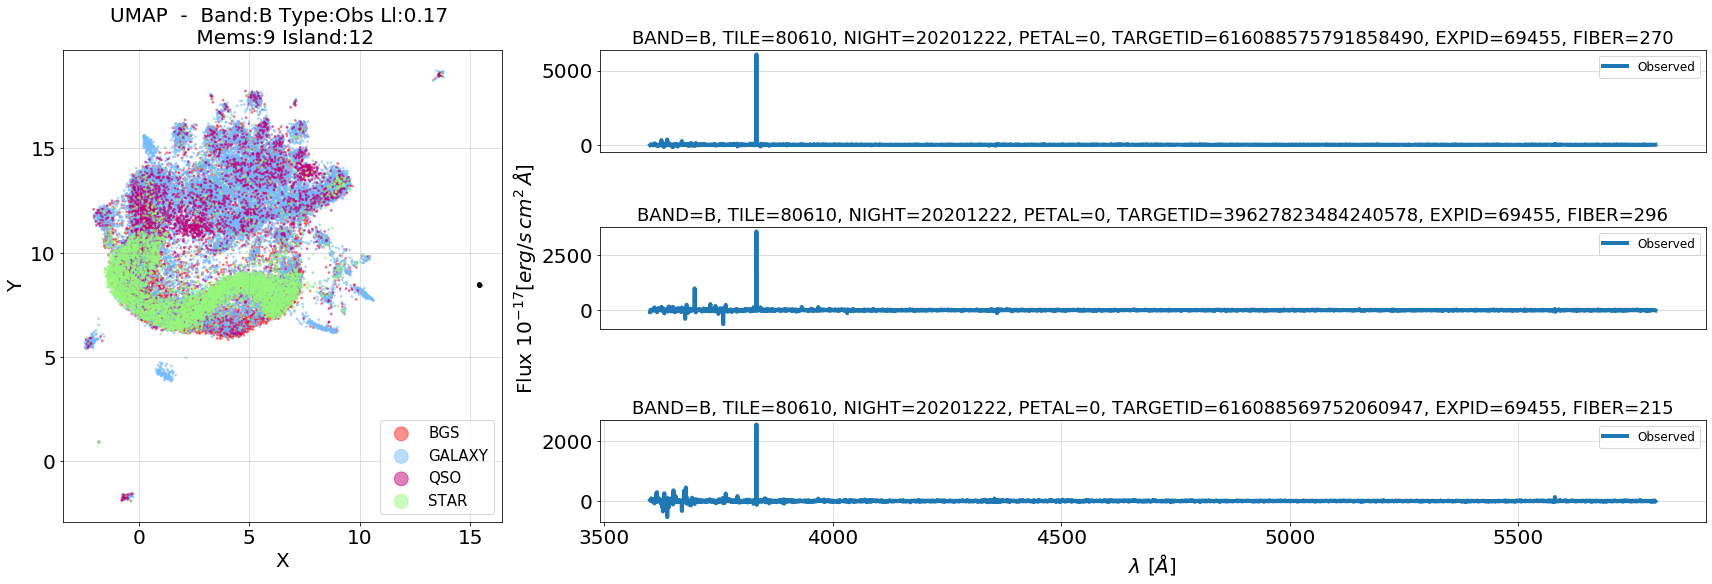 UMAP - Band:B Type:Obs Ll:0.17
Mems:9 Island:12
Y
15
10
5
0
0 5 10 15
X
BGS
GALAXY
QSO
STAR
Flux 10^{-17}[erg/s cm^2 Å]
BAND=B, TILE=80610, NIGHT=20201222, PETAL=0, TARGETID=616088575791858490, EXPID=69455, FIBER=270
Observed
5000
0
BAND=B, TILE=80610, NIGHT=20201222, PETAL=0, TARGETID=39627823484240578, EXPID=69455, FIBER=296
Observed
2500
0
BAND=B, TILE=80610, NIGHT=20201222, PETAL=0, TARGETID=616088569752060947, EXPID=69455, FIBER=215
Observed
2000
0
3500 4000 4500 5000 5500
λ [Å]